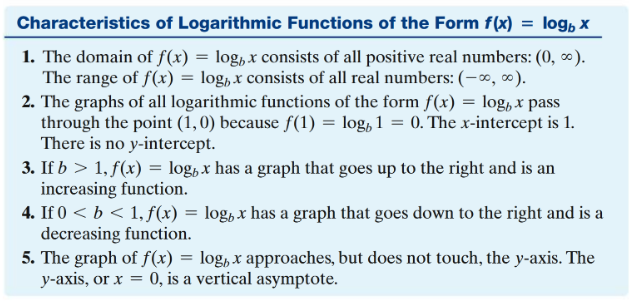 Characteristics of Logarithmic Functions of the Form f(x) = log_b x
1. The domain of f(x) = log_b x consists of all positive real numbers: (0, ∞).
The range of f(x) = log_b x consists of all real numbers: (−∞, ∞).
2. The graphs of all logarithmic functions of the form f(x) = log_b x pass
through the point (1, 0) because f(1) = log_b 1 = 0. The x-intercept is 1.
There is no y-intercept.
3. If b > 1, f(x) = log_b x has a graph that goes up to the right and is an
increasing function.
4. If 0 < b < 1, f(x) = log_b x has a graph that goes down to the right and is a
decreasing function.
5. The graph of f(x) = log_b x approaches, but does not touch, the y-axis. The
y-axis, or x = 0, is a vertical asymptote.